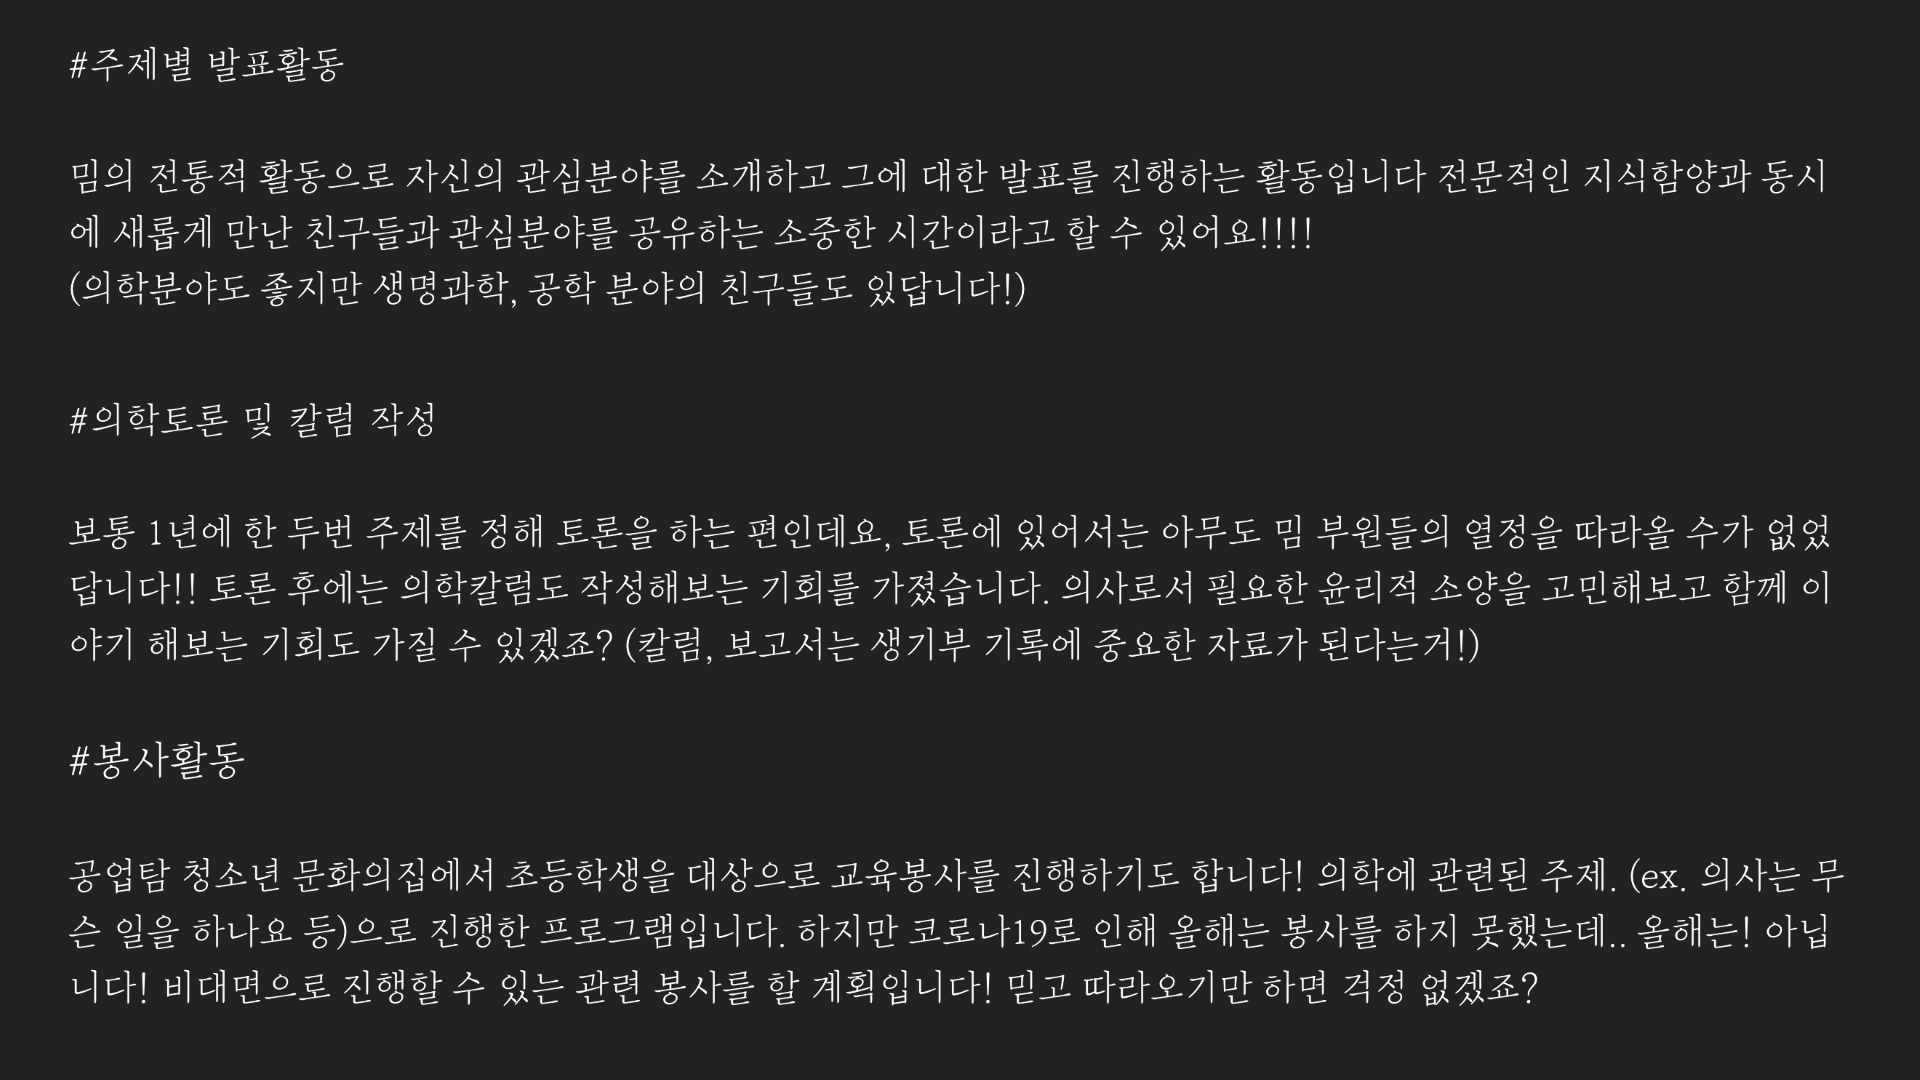 #주제별 발표활동
밈의 전통적 활동으로 자신의 관심분야를 소개하고 그에 대한 발표를 진행하는 활동입니다 전문적인 지식함양과 동시
에 새롭게 만난 친구들과 관심분야를 공유하는 소중한 시간이라고 할 수 있어요!!!!
(의학분야도 좋지만 생명과학, 공학 분야의 친구들도 있답니다!)
#의학토론 및 칼럼 작성
보통 1년에 한 두번 주제를 정해 토론을 하는 편인데요, 토론에 있어서는 아무도 밈 부원들의 열정을 따라올 수가 없었
답니다!! 토론 후에는 의학칼럼도 작성해보는 기회를 가졌습니다. 의사로서 필요한 윤리적 소양을 고민해보고 함께 이
야기 해보는 기회도 가질 수 있겠죠? (칼럼, 보고서는 생기부 기록에 중요한 자료가 된다는거!)
#봉사활동
공업탑 청소년 문화의집에서 초등학생을 대상으로 교육봉사를 진행하기도 합니다! 의학에 관련된 주제. (ex. 의사는 무
슨 일을 하나요 등)으로 진행한 프로그램입니다. 하지만 코로나19로 인해 올해는 봉사를 하지 못했는데.. 올해는! 아닙
니다! 비대면으로 진행할 수 있는 관련 봉사를 할 계획입니다! 믿고 따라오기만 하면 걱정 없겠죠?